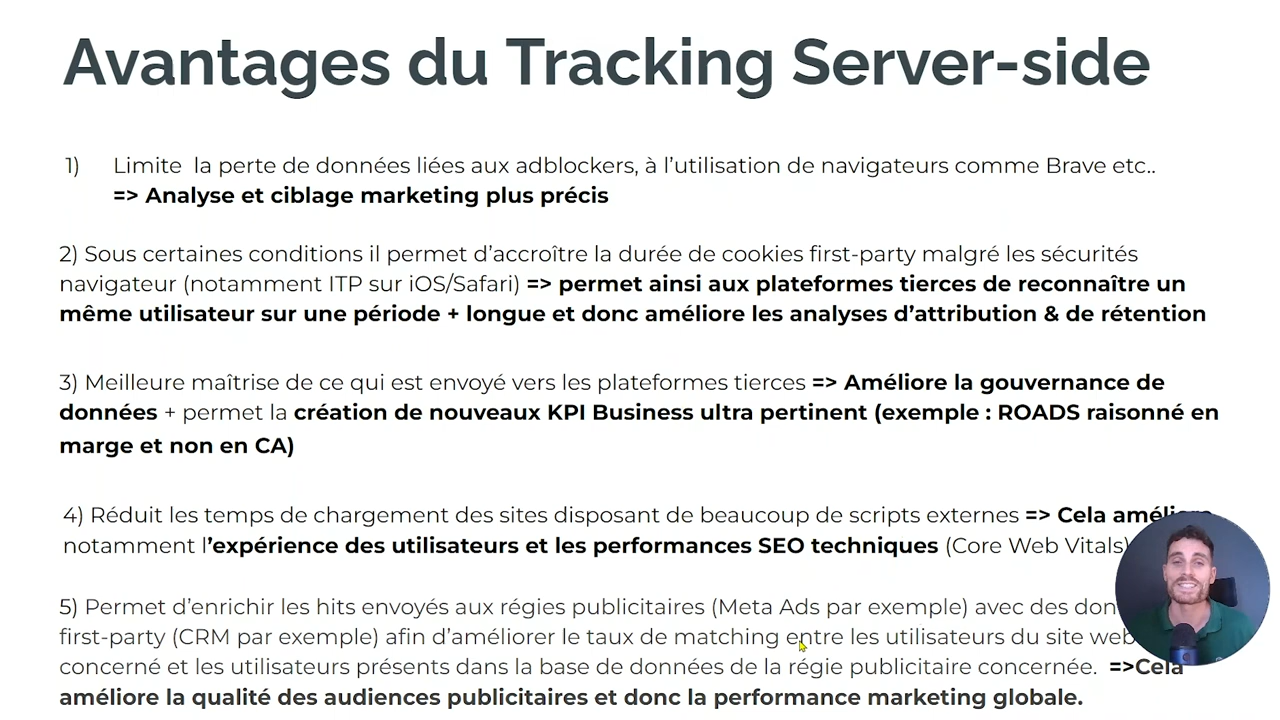 Avantages du Tracking Server-side
1) Limite la perte de données liées aux adblockers, à l'utilisation de navigateurs comme Brave etc..
=> Analyse et ciblage marketing plus précis
2) Sous certaines conditions il permet d'accroître la durée de cookies first-party malgré les sécurités
navigateur (notamment ITP sur iOS/Safari) => permet ainsi aux plateformes tierces de reconnaître un
même utilisateur sur une période + longue et donc améliore les analyses d'attribution & de rétention
3) Meilleure maîtrise de ce qui est envoyé vers les plateformes tierces => Améliore la gouvernance de
données + permet la création de nouveaux KPI Business ultra pertinent (exemple : ROADS raisonné en
marge et non en CA)
4) Réduit les temps de chargement des sites disposant de beaucoup de scripts externes => Cela améliore
notamment l'expérience des utilisateurs et les performances SEO techniques (Core Web Vitals)
5) Permet d'enrichir les hits envoyés aux régies publicitaires (Meta Ads par exemple) avec des
first-party (CRM par exemple) afin d'améliorer le taux de matching entre les utilisateurs du site web
concerné et les utilisateurs présents dans la base de données de la régie publicitaire concernée. =>Cela
améliore la qualité des audiences publicitaires et donc la performance marketing globale.